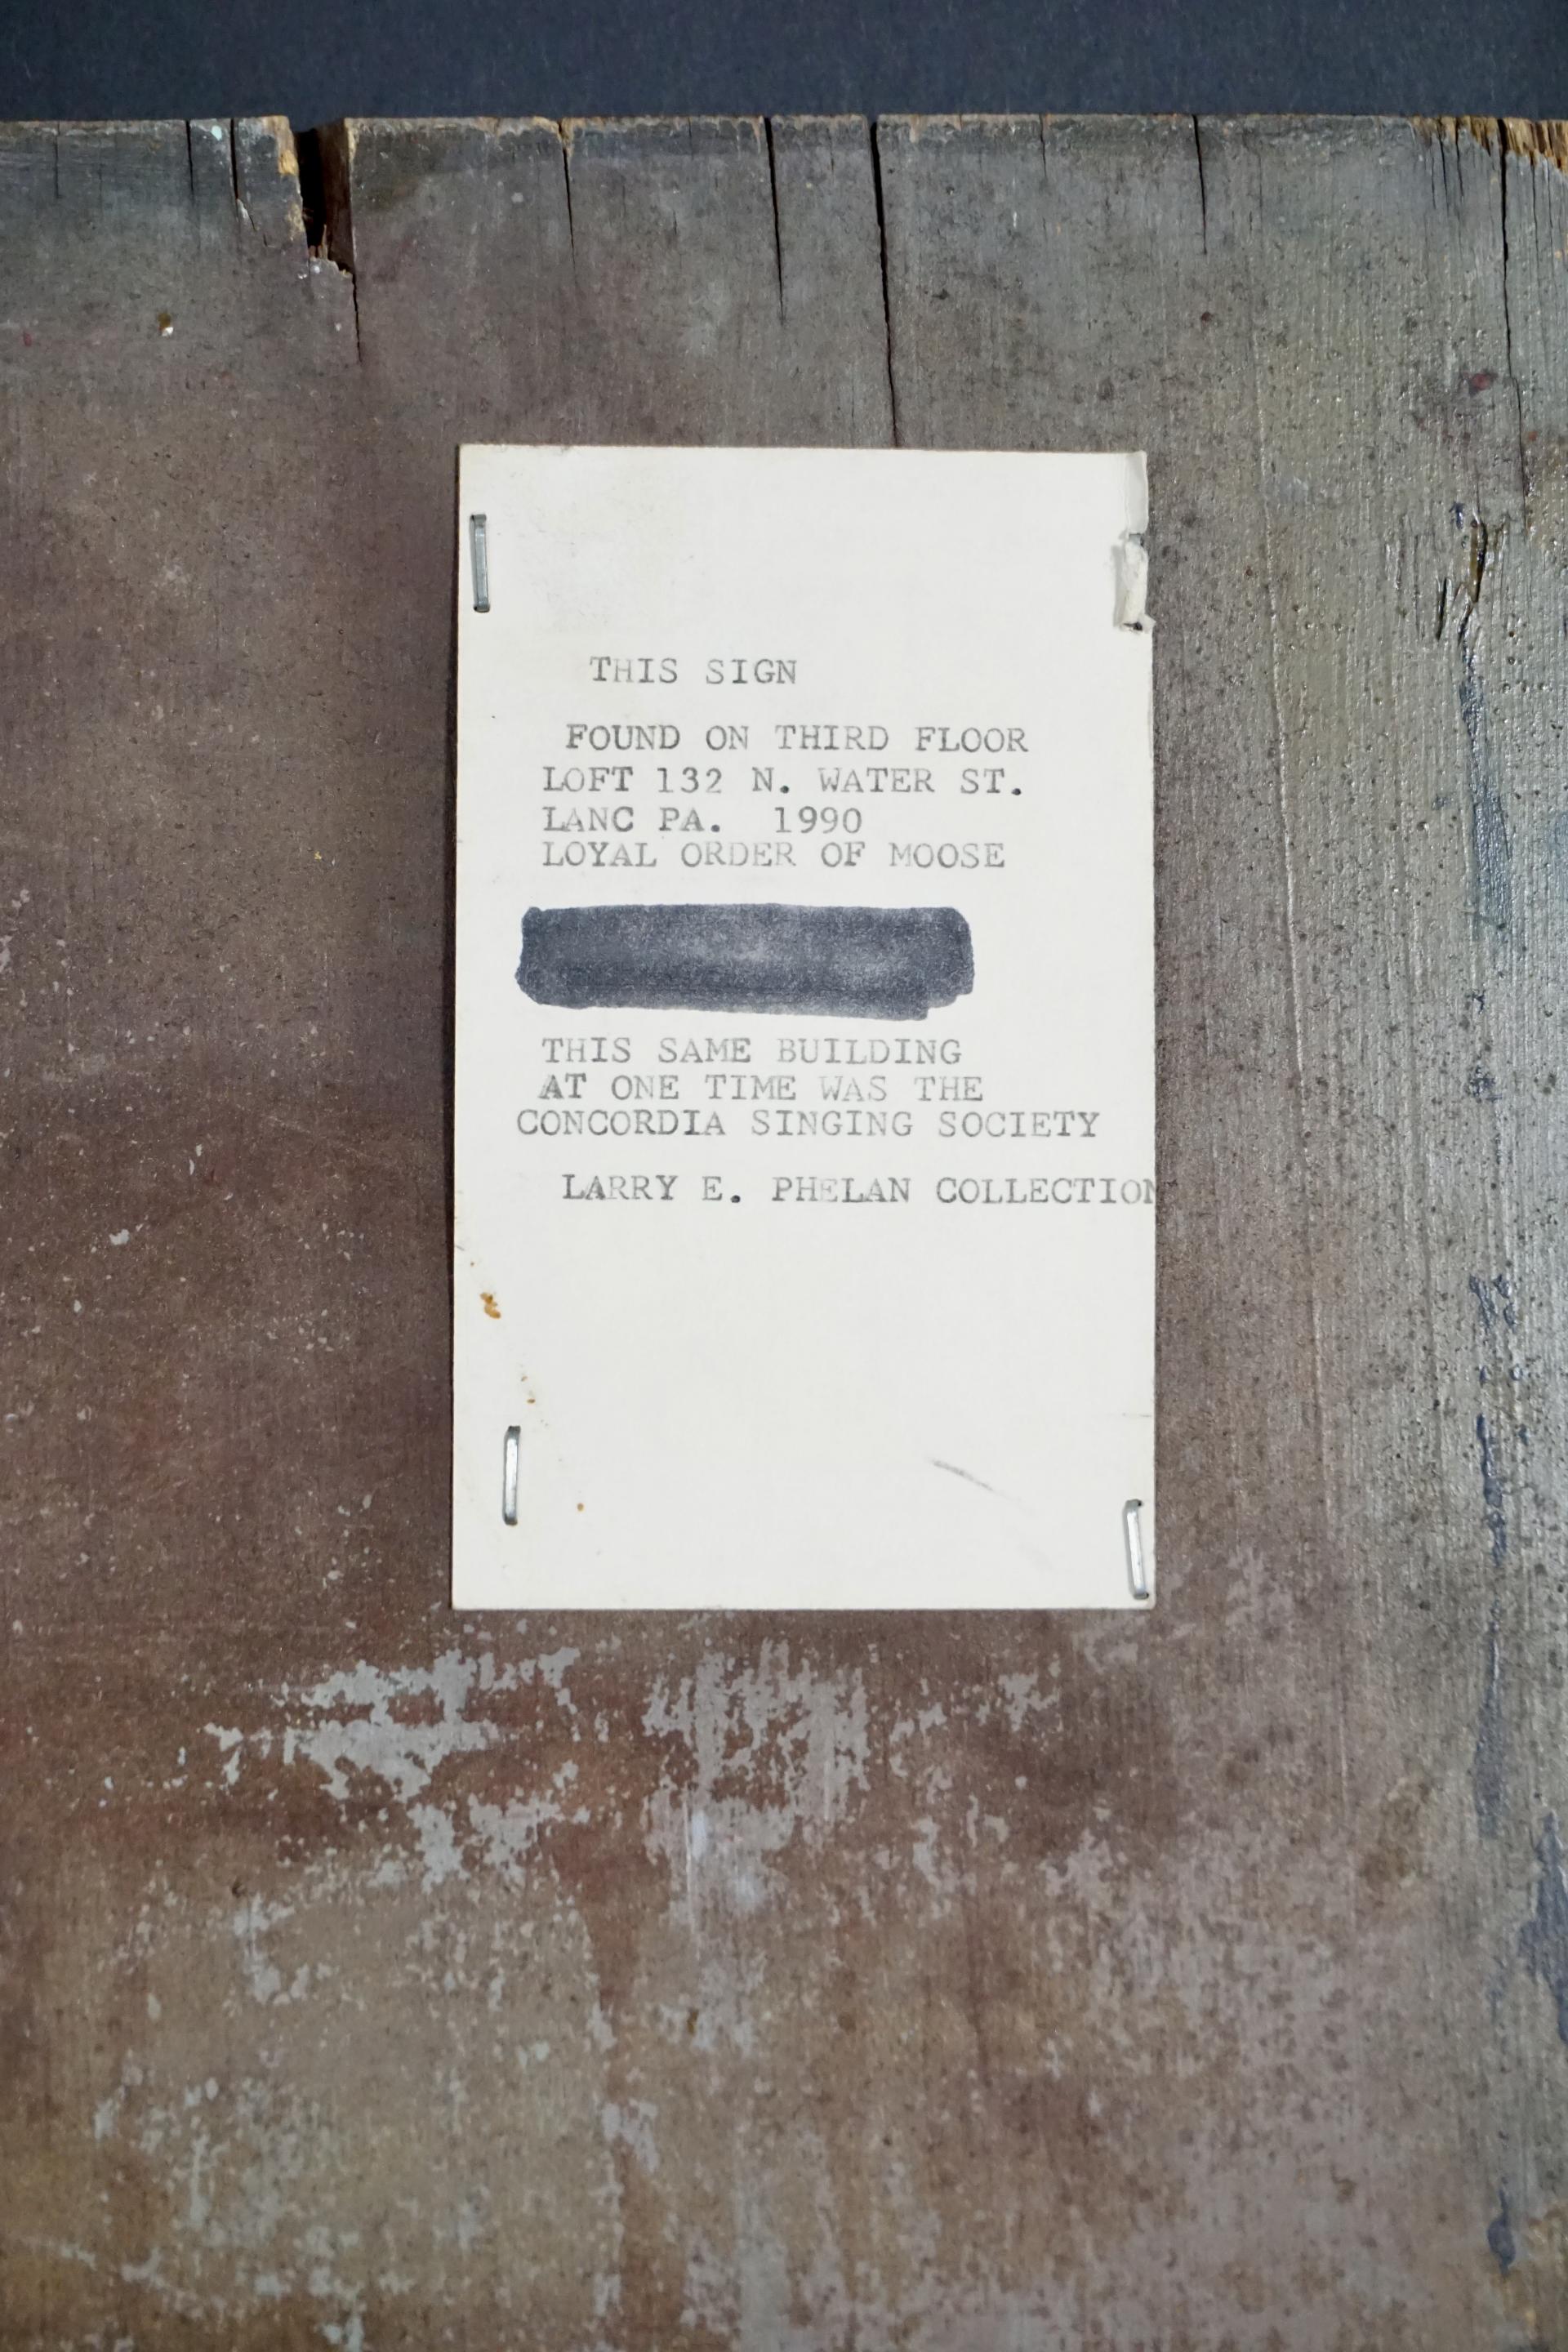 THIS SIGN
FOUND ON THIRD FLOOR
LOFT 132 N. WATER ST.
LANC PA. 1990
LOYAL ORDER OF MOOSE
THIS SAME BUILDING
AT ONE TIME WAS THE
CONCORDIA SINGING SOCIETY
LARRY E. PHELAN COLLECTION